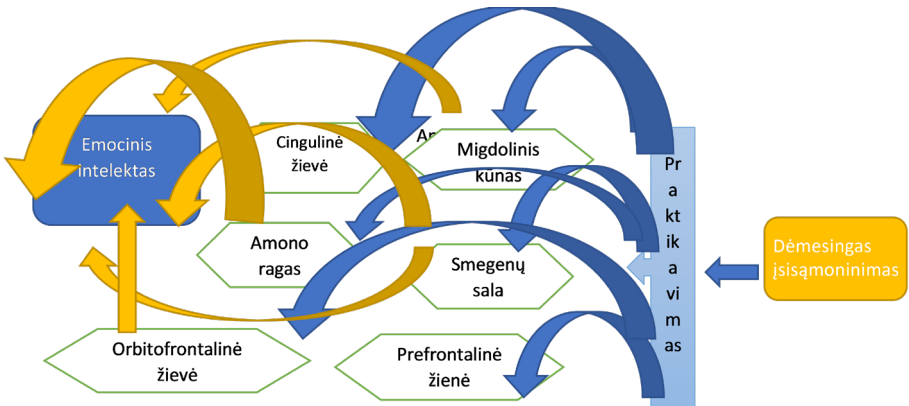 Emocinis
intelektas
Cingulinė
žievė
Migdolinis
kūnas
Amono
ragas
Smegenų
sala
Orbitofrontalinė
žievė
Prefrontalinė
žienė
Pr
a
kt
ik
a
vi
m
as
Dėmesingas
įsisąmoninimas